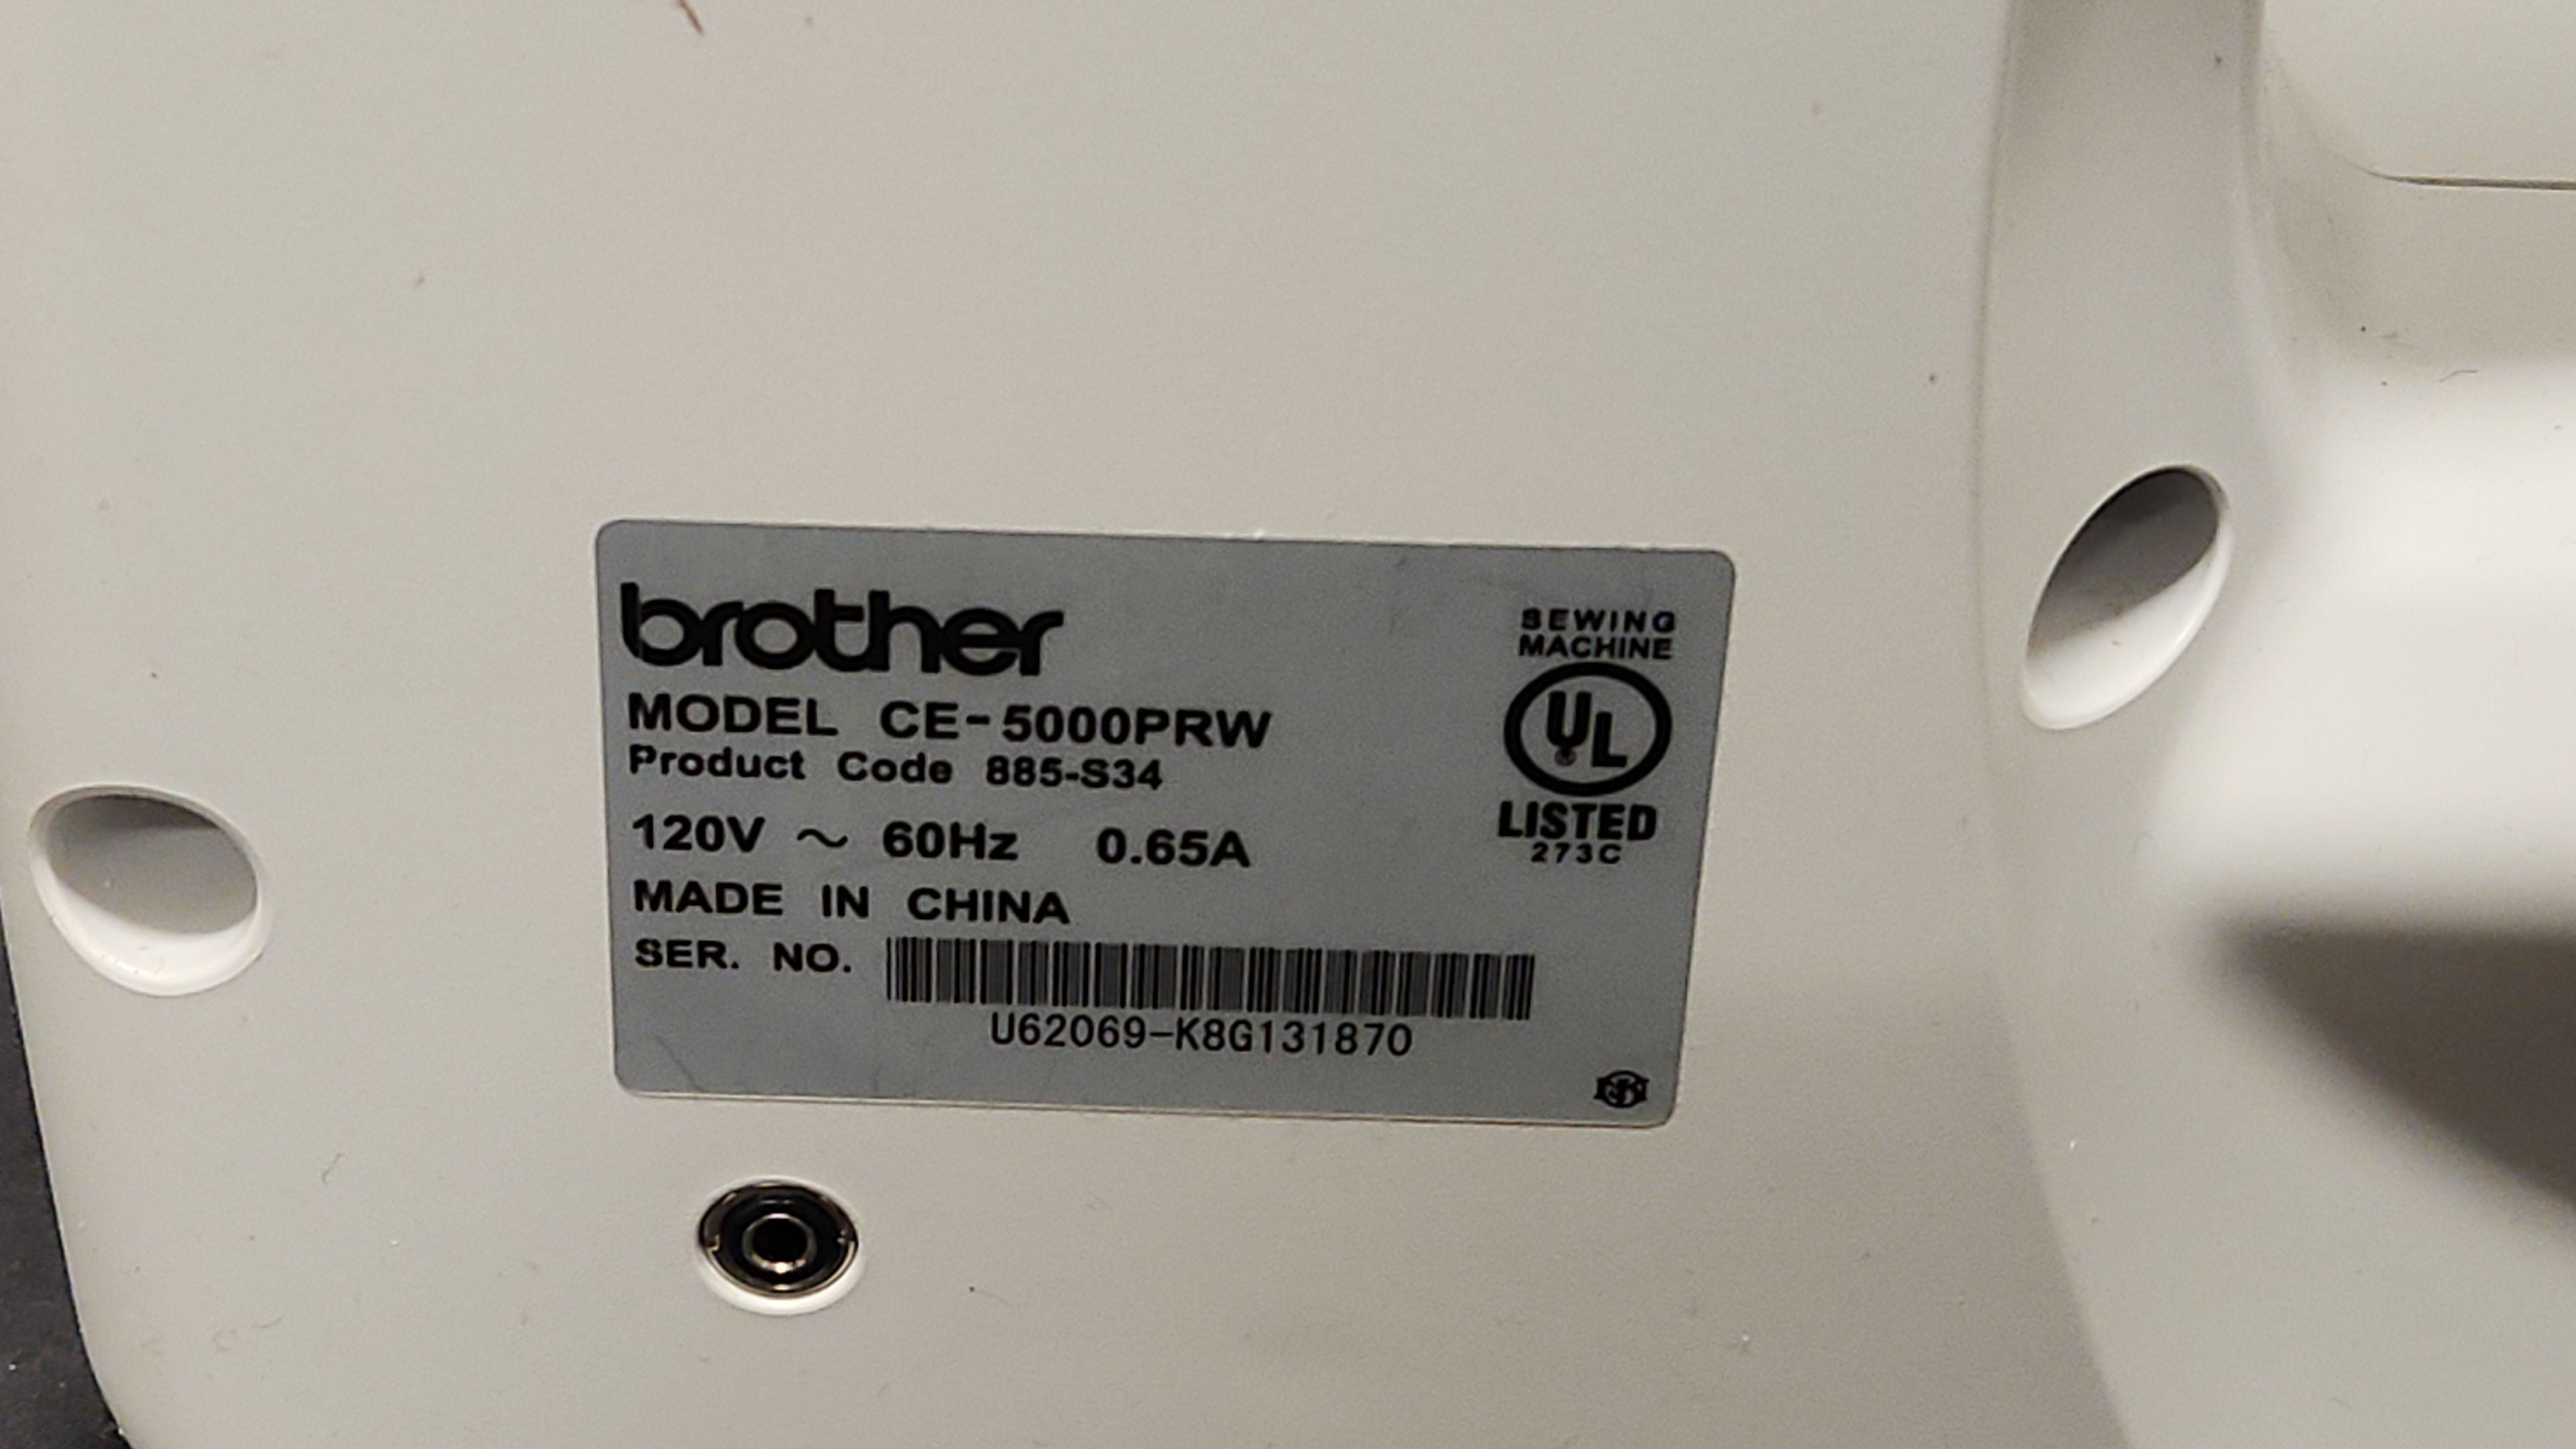 brother
MODEL CE-5000PRW
Product Code 885-S34
120V ~ 60Hz 0.65A
MADE IN CHINA
SER. NO.
U62069-K8G131870
SEWING
MACHINE
UL
LISTED
273C